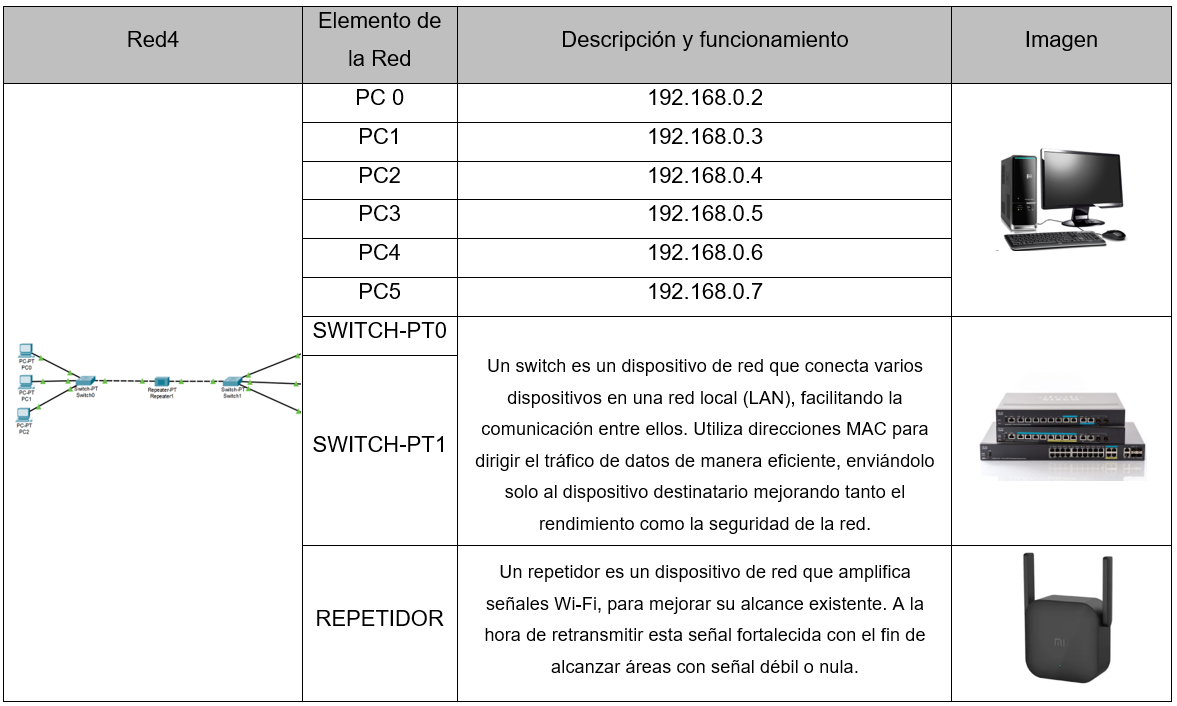 Red4
Elemento de
la Red
Descripción y funcionamiento
Imagen
PC 0
192.168.0.2
PC1
192.168.0.3
PC2
192.168.0.4
PC3
192.168.0.5
PC4
192.168.0.6
PC5
192.168.0.7
PC-PT
PC0
PC-PT
PC1
PC-PT
PC2
Switch-PT
Switch0
Repeater-PT
Repeater1
Switch-PT
Switch1
SWITCH-PT0
SWITCH-PT1
Un switch es un dispositivo de red que conecta varios
dispositivos en una red local (LAN), facilitando la
comunicación entre ellos. Utiliza direcciones MAC para
dirigir el tráfico de datos de manera eficiente, enviándolo
solo al dispositivo destinatario mejorando tanto el
rendimiento como la seguridad de la red.
REPETIDOR
Un repetidor es un dispositivo de red que amplifica
señales Wi-Fi, para mejorar su alcance existente. A la
hora de retransmitir esta señal fortalecida con el fin de
alcanzar áreas con señal débil o nula.
mi